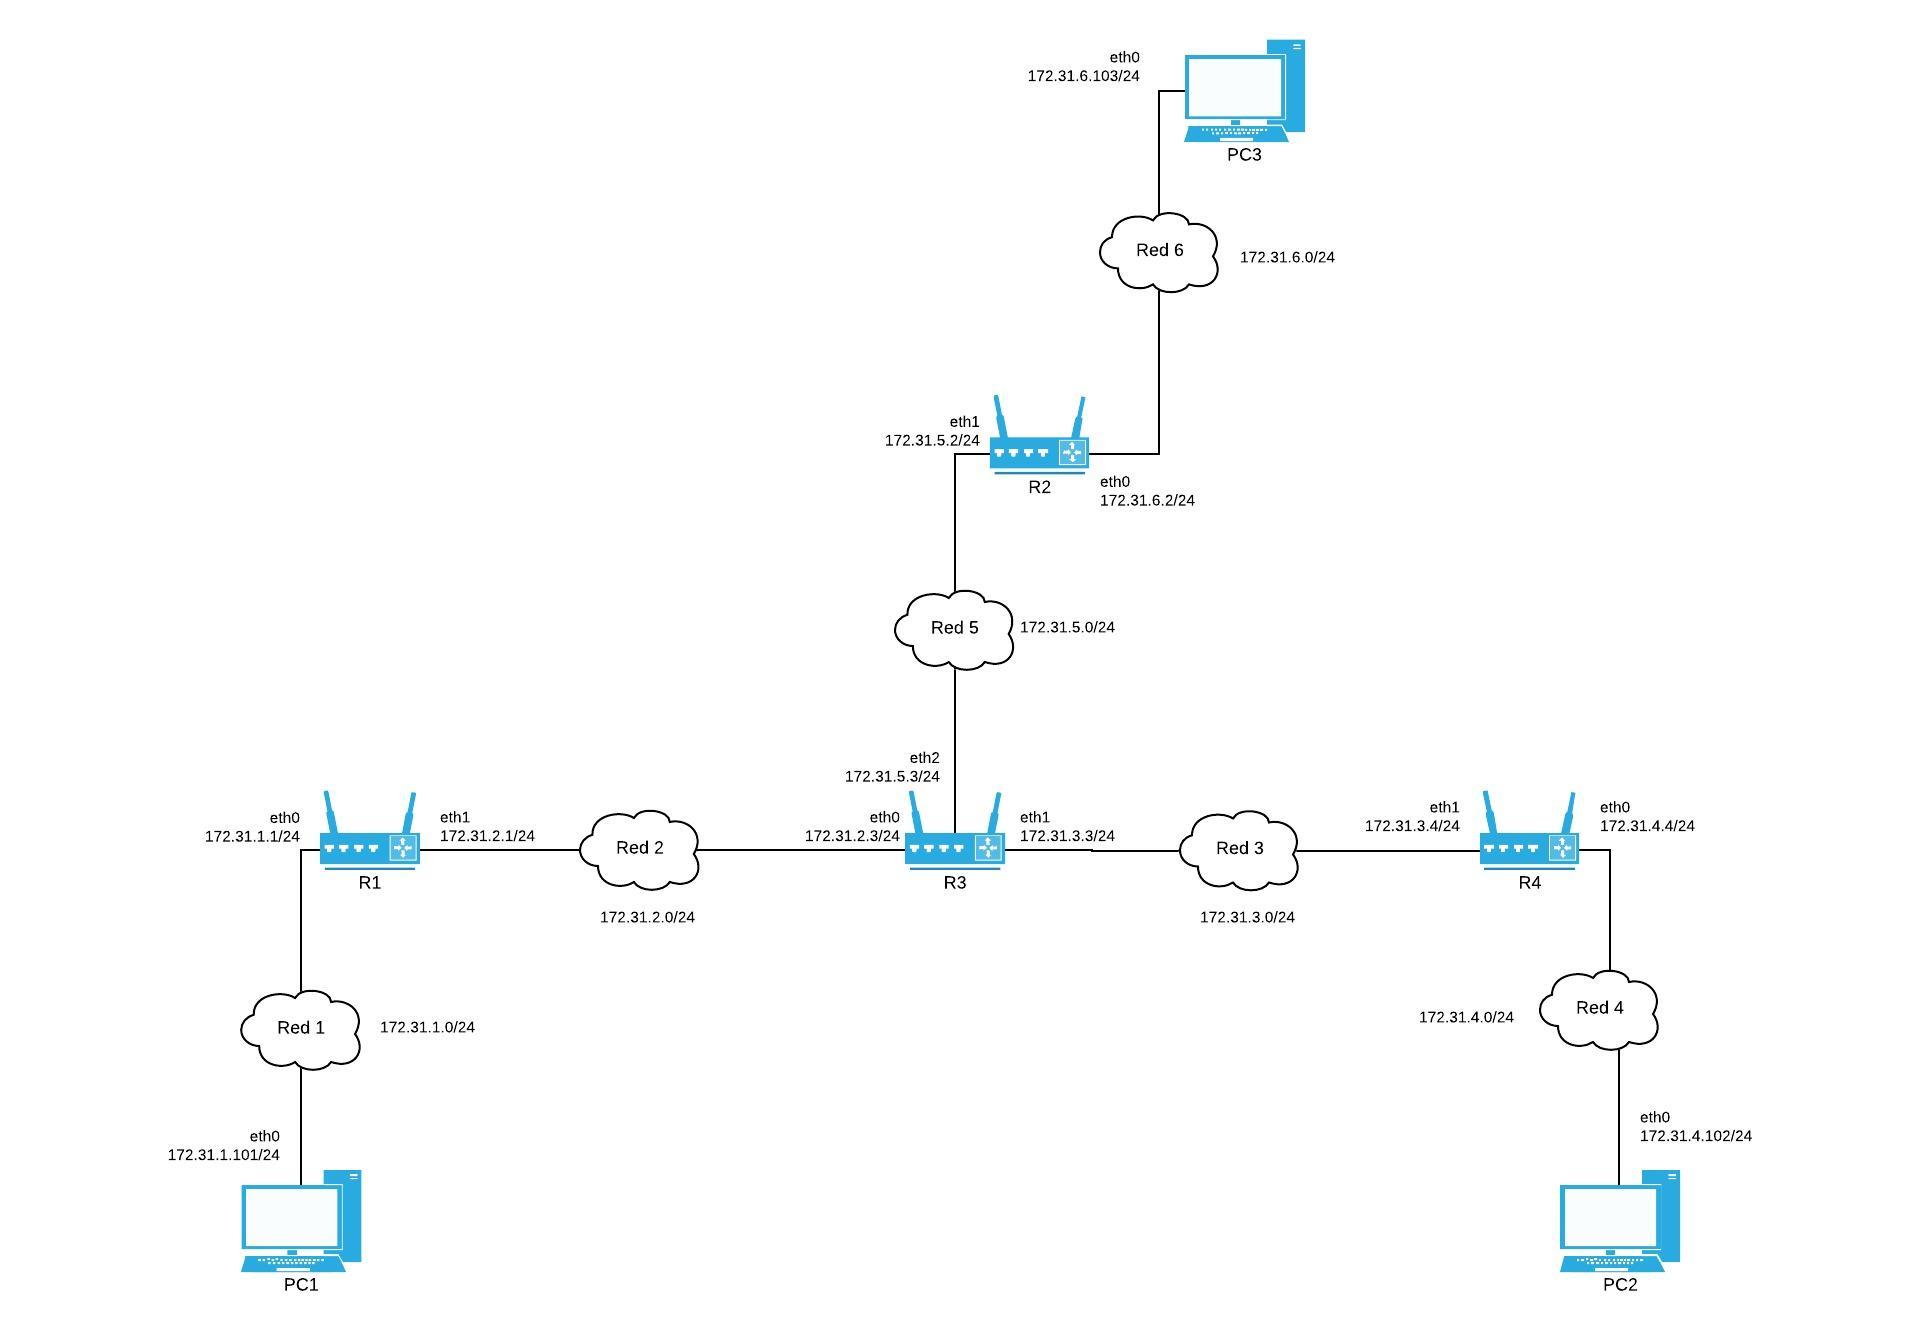 eth0
172.31.6.103/24
PC3
Red 6
172.31.6.0/24
eth1
172.31.5.2/24
R2
eth0
172.31.6.2/24
Red 5
172.31.5.0/24
eth2
172.31.5.3/24
eth0
172.31.1.1/24
R1
eth1
172.31.2.1/24
Red 2
172.31.2.0/24
eth0
172.31.2.3/24
R3
eth1
172.31.3.3/24
Red 3
172.31.3.0/24
eth1
172.31.3.4/24
R4
eth0
172.31.4.4/24
Red 1
172.31.1.0/24
172.31.4.0/24
Red 4
eth0
172.31.1.101/24
PC1
eth0
172.31.4.102/24
PC2